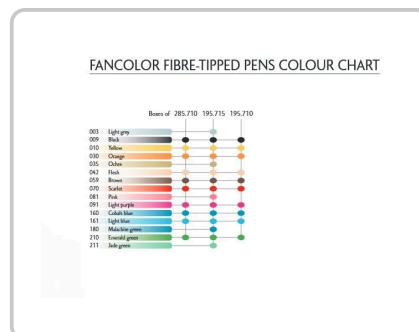 FANCOLOR FIBRE-TIPPED PENS COLOUR CHART
Boxes of 285.710 195.715 195.710
003 Light grey
009 Black
010 Yellow
030 Orange
035 Ochre
042 Flesh
059 Brown
070 Scarlet
081 Pink
091 Light purple
160 Cobalt blue
161 Light blue
180 Malachite green
210 Emerald green
211 Jade green